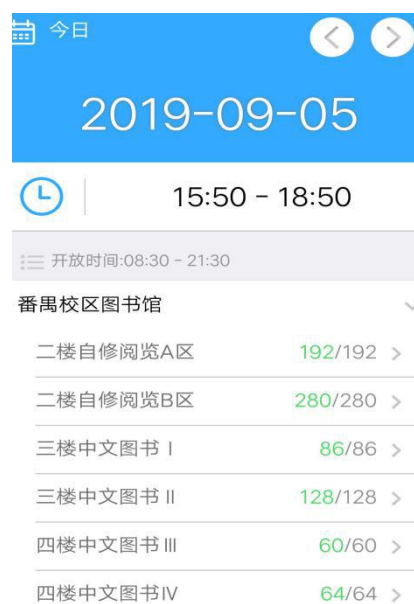 今日
2019-09-05
15:50 - 18:50
开放时间:08:30 - 21:30
番禺校区图书馆
二楼自修阅览A区 192/192
二楼自修阅览B区 280/280
三楼中文图书 I 86/86
三楼中文图书 II 128/128
四楼中文图书 III 60/60
四楼中文图书IV 64/64